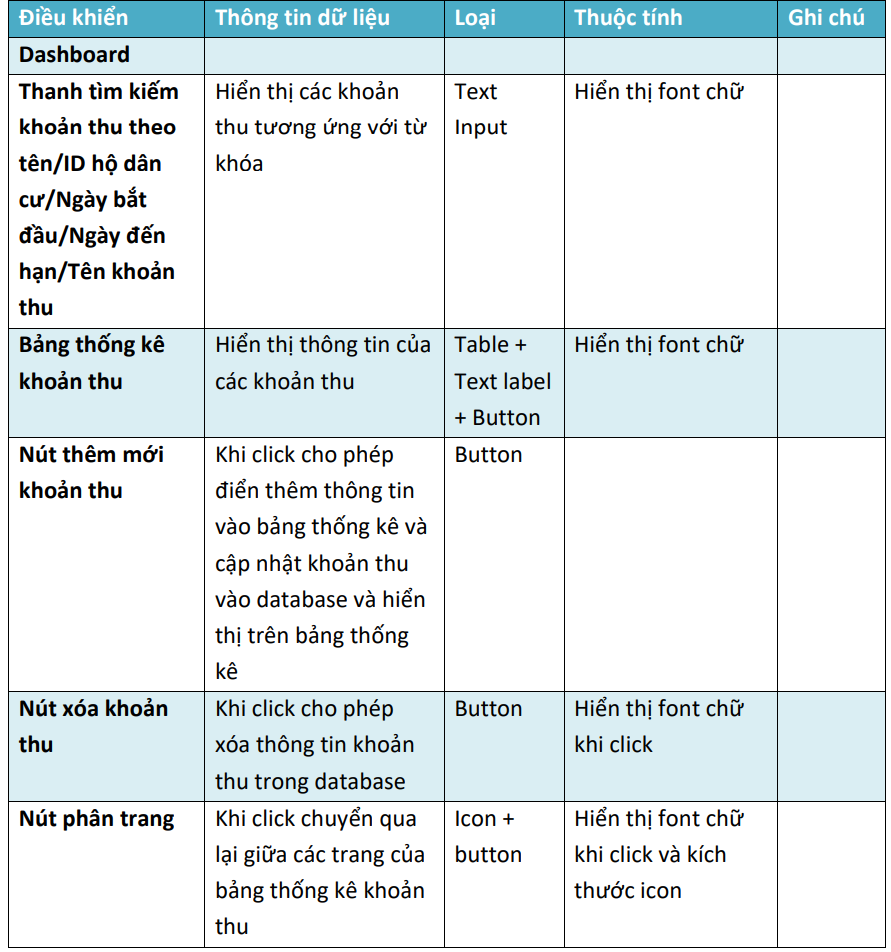 Điều khiển Thông tin dữ liệu Loại Thuộc tính Ghi chú
Dashboard
Thanh tìm kiếm
khoản thu theo
tên/ID hộ dân
cư/Ngày bắt
đầu/Ngày đến
hạn/Tên khoản
thu
Hiển thị các khoản
thu tương ứng với từ
khóa
Text
Input
Hiển thị font chữ
Bảng thống kê
khoản thu
Hiển thị thông tin của
các khoản thu
Table +
Text label
+ Button
Hiển thị font chữ
Nút thêm mới
khoản thu
Khi click cho phép
điển thêm thông tin
vào bảng thống kê và
cập nhật khoản thu
vào database và hiển
thị trên bảng thống
kê
Button
Nút xóa khoản
thu
Khi click cho phép
xóa thông tin khoản
thu trong database
Button
Hiển thị font chữ
khi click
Nút phân trang
Khi click chuyển qua
lại giữa các trang của
bảng thống kê khoản
thu
Icon +
button
Hiển thị font chữ
khi click và kích
thước icon